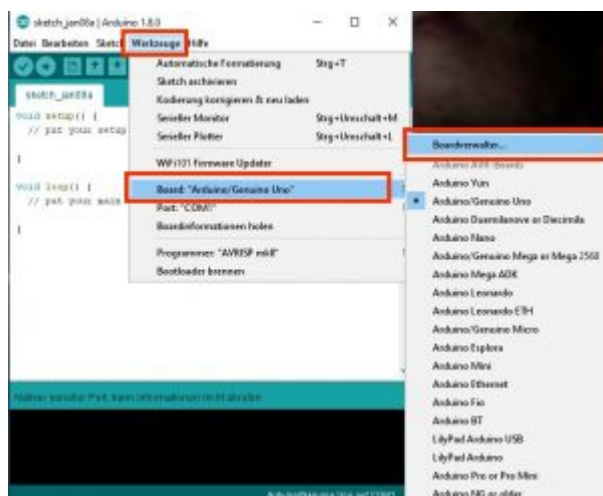 sketch_jan08a | Arduino 1.8.0
Datei Bearbeiten Sketch Werkzeuge Hilfe
sketch_jan08a
void setup() {
// put your setup
}
void loop() {
// put your main
}
Automatische Formatierung Strg+T
Sketch archivieren
Kodierung korrigieren & neu laden
Serieller Monitor Strg+Umschalt+M
Serieller Plotter Strg+Umschalt+L
WiFi101 Firmware Updater
Board: "Arduino/Genuino Uno"
Port: "COM1"
Boardinformationen holen
Programmer: "AVRISP mkII"
Bootloader brennen
Boardverwalter...
Arduino AVR-Boards
Arduino Yún
Arduino/Genuino Uno
Arduino Duemilanove or Diecimila
Arduino Nano
Arduino/Genuino Mega or Mega 2560
Arduino Mega ADK
Arduino Leonardo
Arduino Leonardo ETH
Arduino/Genuino Micro
Arduino Esplora
Arduino Mini
Arduino Ethernet
Arduino Fio
Arduino BT
LilyPad Arduino USB
LilyPad Arduino
Arduino Pro or Pro Mini
Arduino NG or older